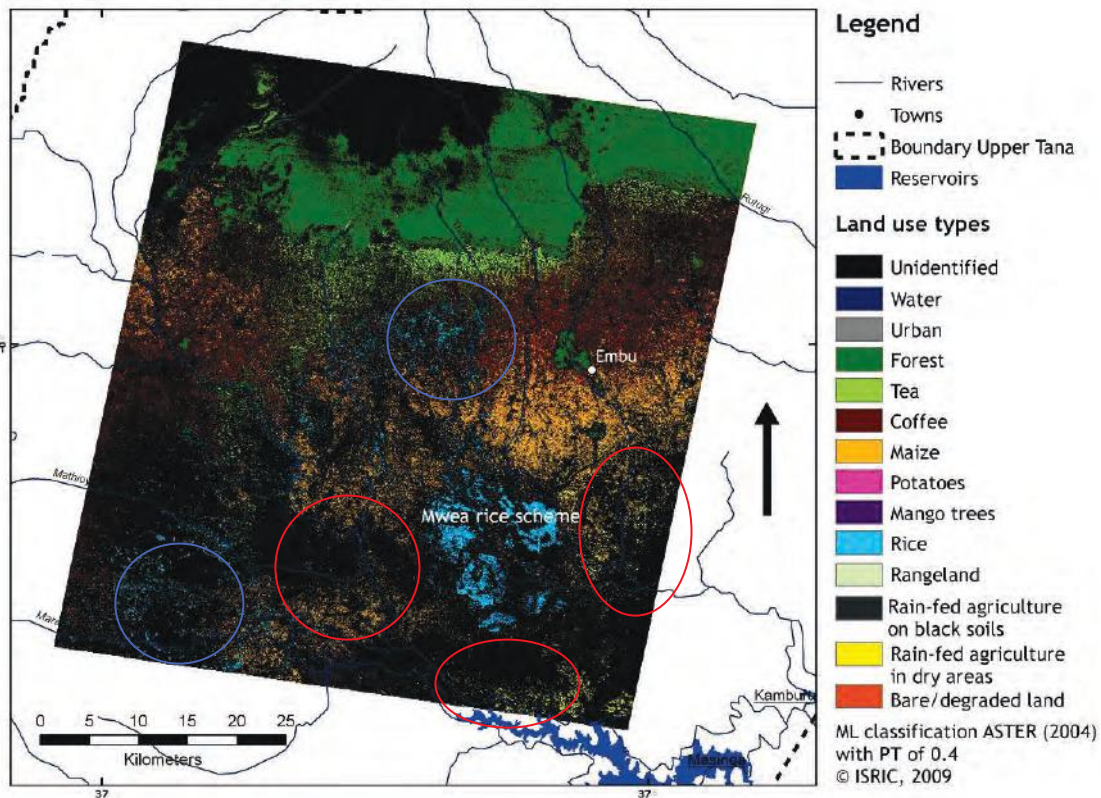 Legend
Rivers
Towns
Boundary Upper Tana
Reservoirs
Land use types
Unidentified
Water
Urban
Forest
Tea
Coffee
Maize
Potatoes
Mango trees
Rice
Rangeland
Rain-fed agriculture
on black soils
Rain-fed agriculture
in dry areas
Bare/degraded land
ML classification ASTER (2004)
with PT of 0.4
© ISRIC, 2009
Embu
Mwea rice scheme
Kamburu
Masinga
0 5 10 15 20 25
Kilometers
37 37